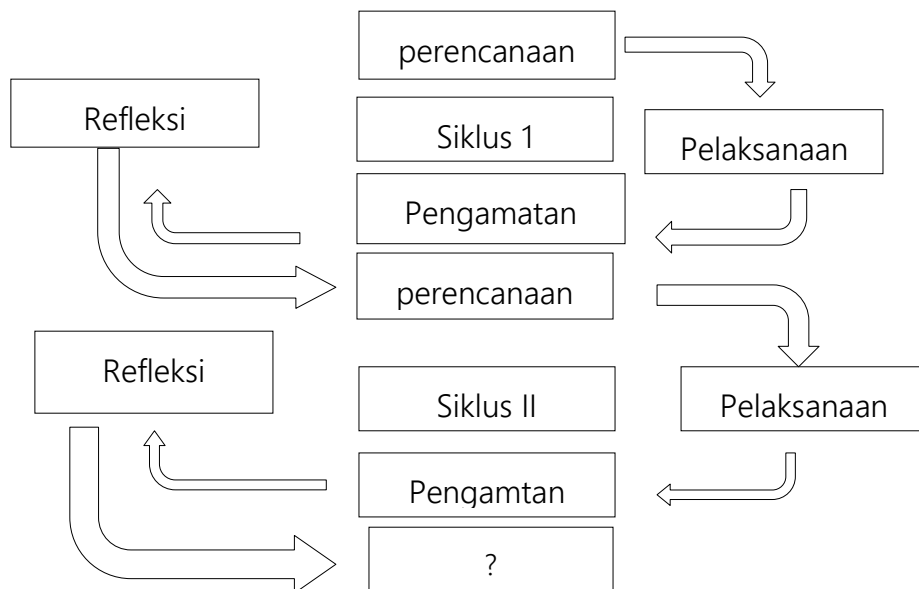 perencanaan
Refleksi
Siklus 1
Pelaksanaan
Pengamatan
perencanaan
Refleksi
Siklus II
Pelaksanaan
Pengamtan
?